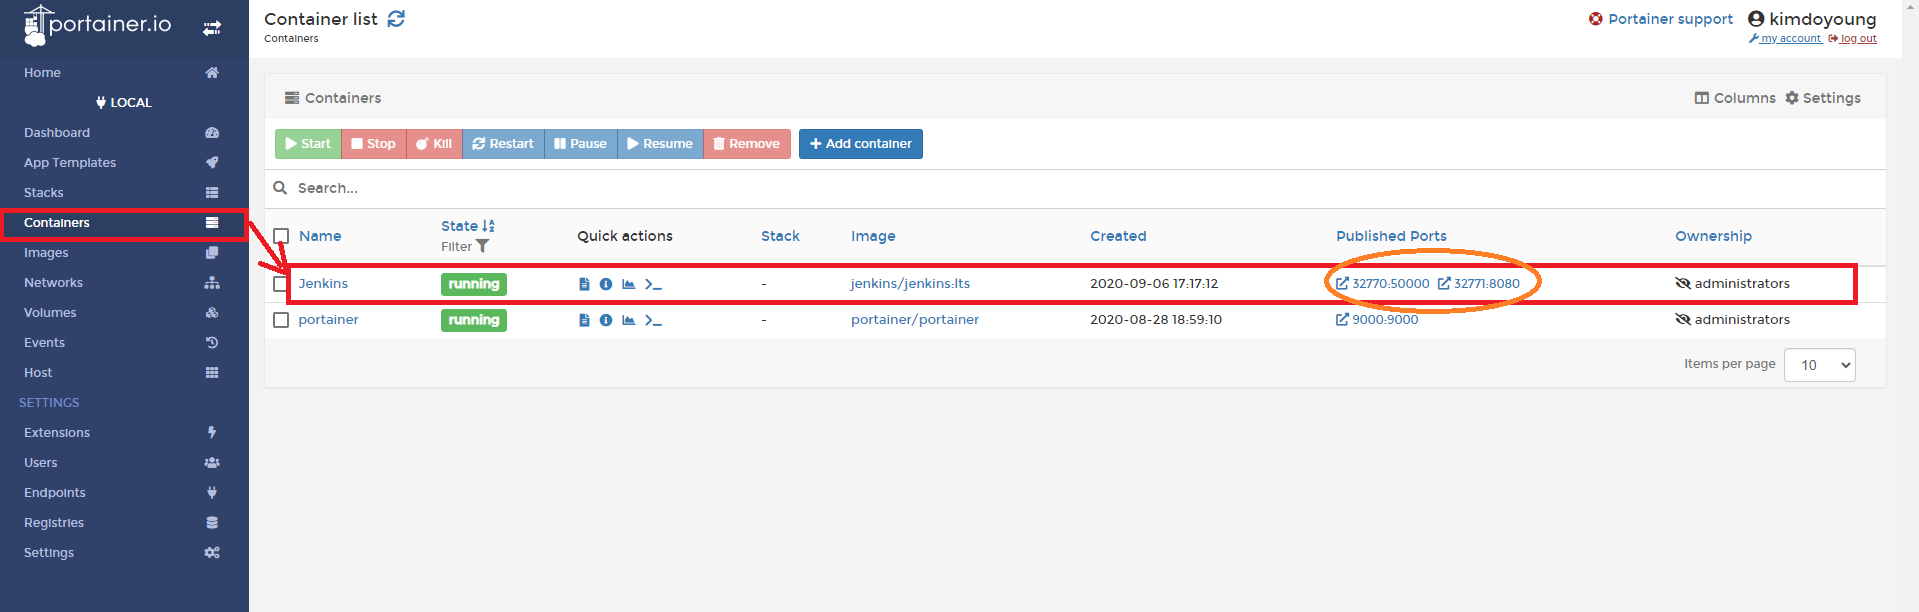 portainer.io
Home
LOCAL
Dashboard
App Templates
Stacks
Containers
Images
Networks
Volumes
Events
Host
SETTINGS
Extensions
Users
Endpoints
Registries
Settings
Container list
Containers
Portainer support kimdoyoung
my account log out
Containers
Columns Settings
Start Stop Kill Restart Pause Resume Remove Add container
Search...
Name State Filter Quick actions Stack Image Created Published Ports Ownership
Jenkins running - jenkins/jenkins:lts 2020-09-06 17:17:12 32770:50000 32771:8080 administrators
portainer running - portainer/portainer 2020-08-28 18:59:10 9000:9000 administrators
Items per page 10